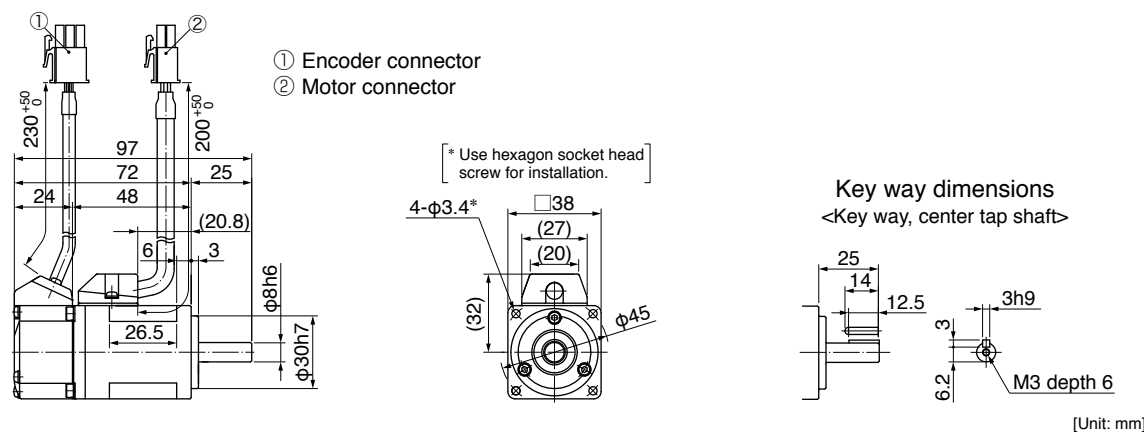 ①
②
① Encoder connector
② Motor connector
230 +50 0
200 +50 0
97
72
25
24
48
(20.8)
6
3
26.5
φ8h6
φ30h7
* Use hexagon socket head
screw for installation.
4-φ3.4*
□38
(27)
(20)
(32)
φ45
Key way dimensions
<Key way, center tap shaft>
25
14
12.5
3h9
3
6.2
M3 depth 6
[Unit: mm]